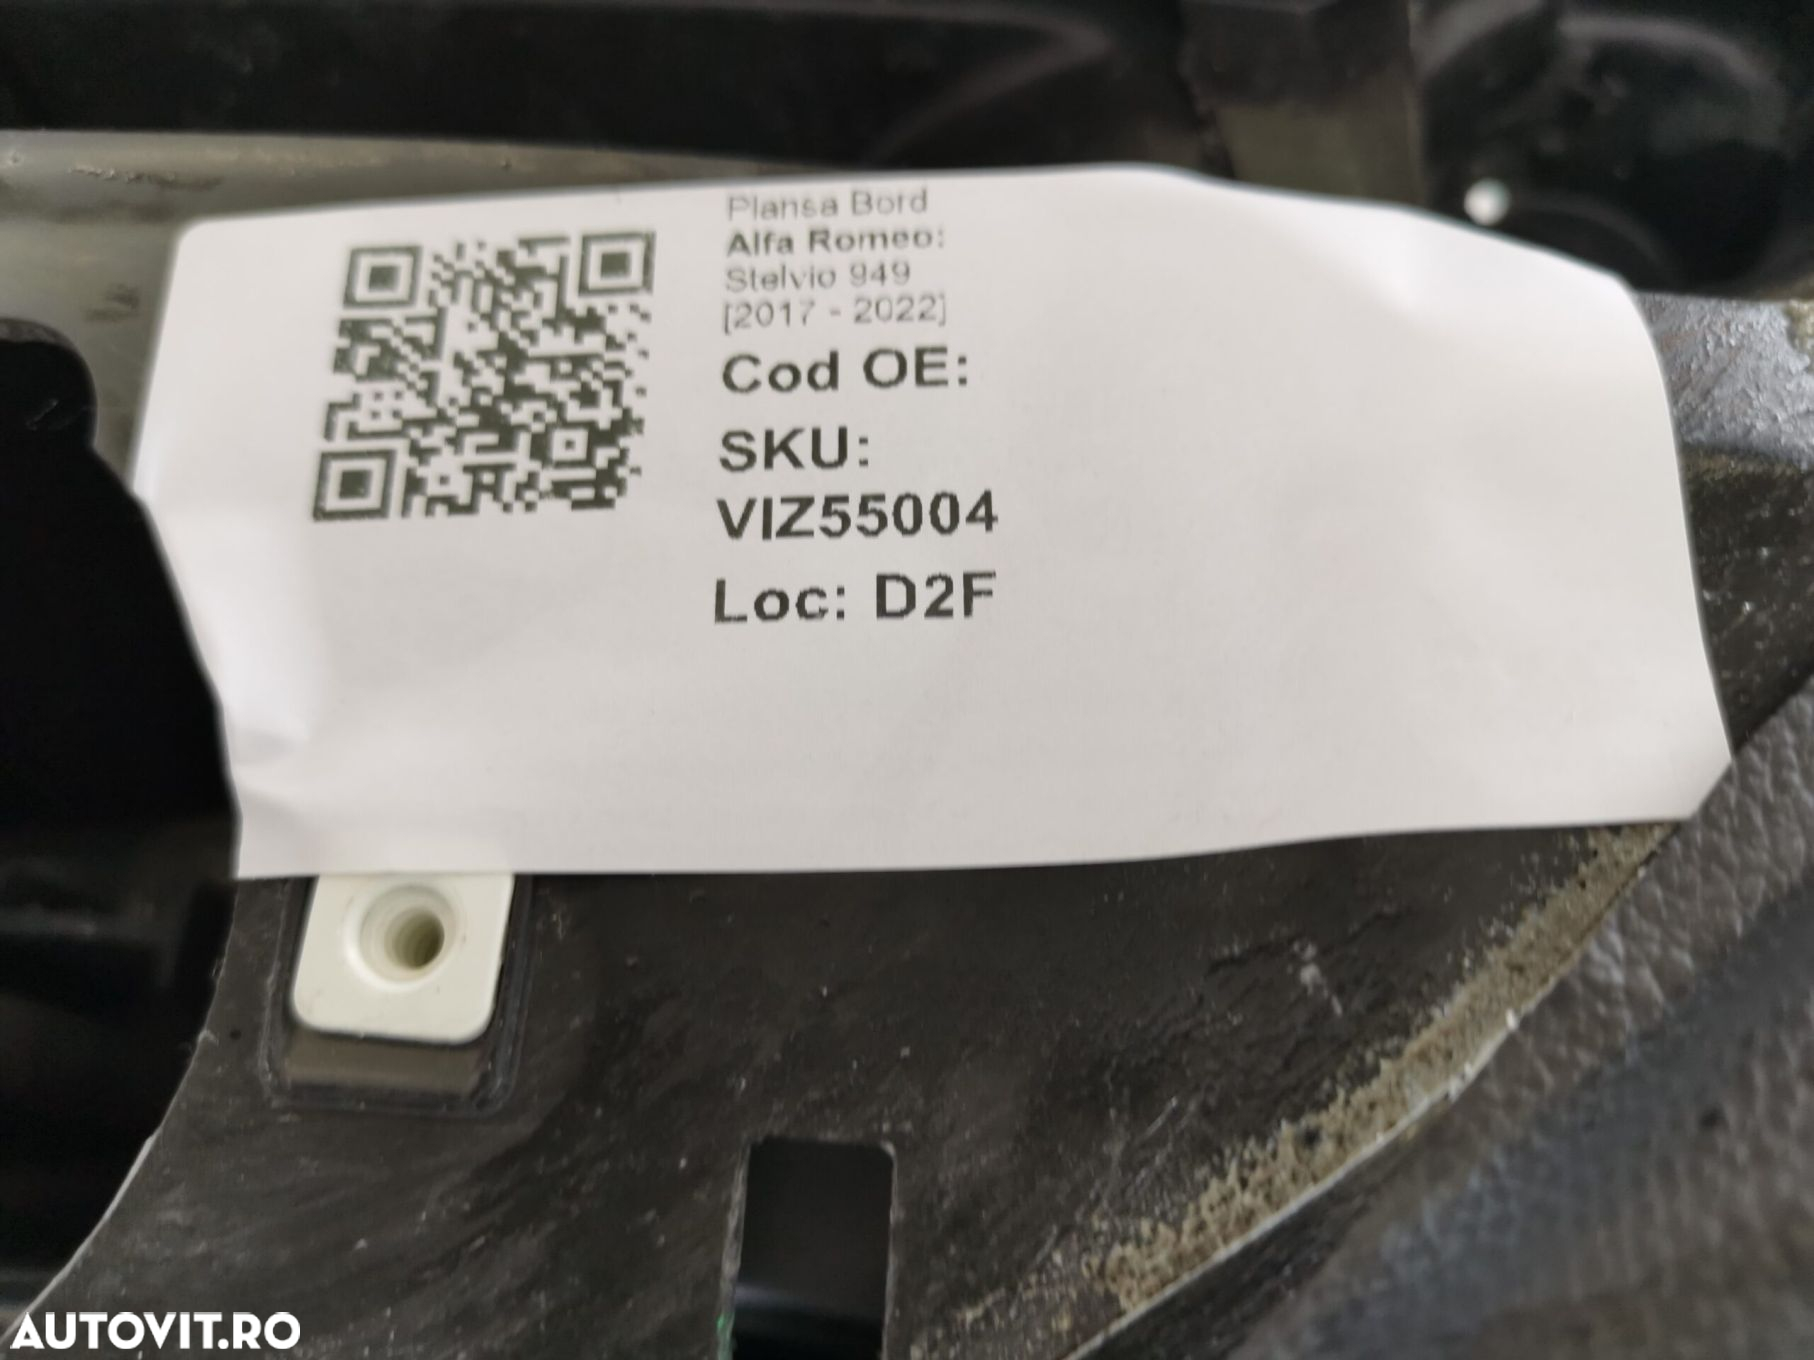 Plansa Bord
Alfa Romeo:
Stelvio 949
[2017 - 2022]
Cod OE:
SKU:
VIZ55004
Loc: D2F
AUTOVIT.RO